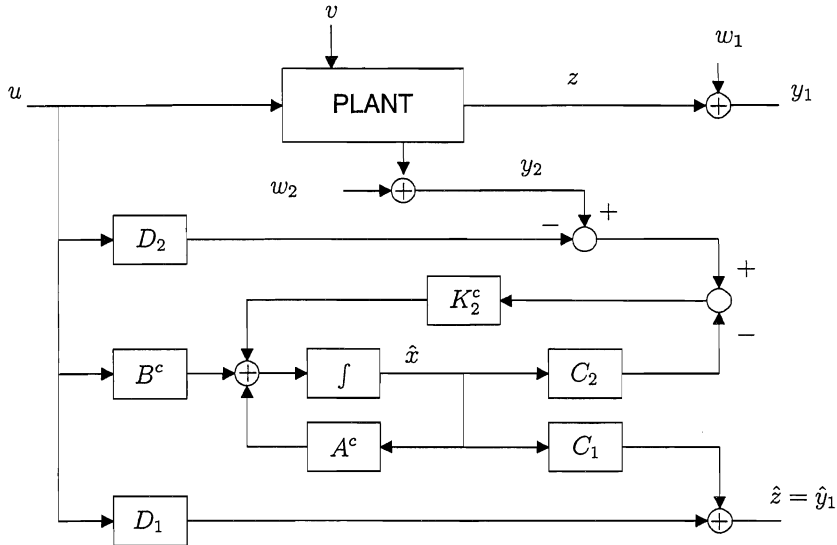 v
w₁
u
PLANT
z
y₁
w₂
y₂
+
D₂
−
+
+
K₂ᶜ
−
Bᶜ
+
∫
x̂
C₂
Aᶜ
C₁
D₁
+
ẑ = ŷ₁